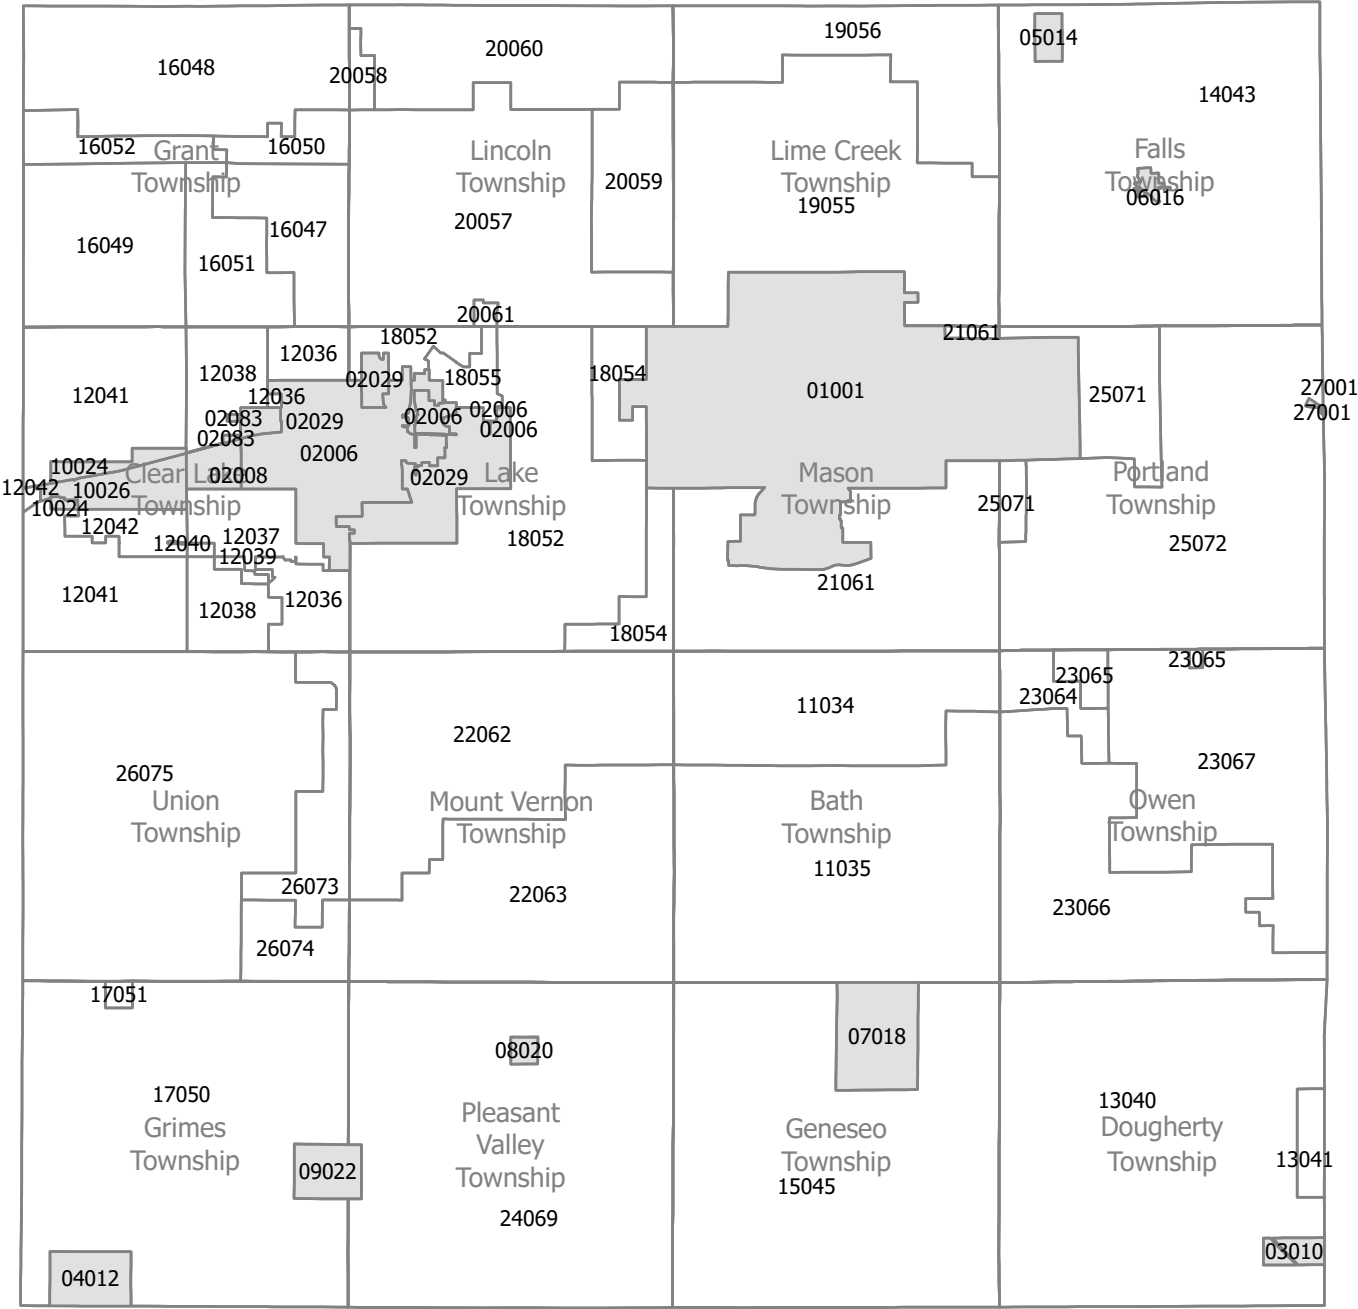 19056
05014
20060
16048
20058
14043
16052
16050
Grant
Township
Lincoln
Township
20059
Lime Creek
Township
19055
Falls
Township
06016
20057
16047
16049
16051
20061
18052
21061
12036
12038
02029
18055
18054
01001
27001
27001
12041
12036
25071
02083
02029
02006
02006
02006
02083
02006
10024
Clear Lake
Township
02008
02029
Lake
Township
Mason
Township
Portland
Township
12042
10026
10024
25071
12042
12040
12037
18052
25072
12039
21061
12041
12038
12036
18054
23065
23065
23064
11034
22062
23067
26075
Union
Township
Mount Vernon
Township
Bath
Township
Owen
Township
11035
26073
22063
23066
26074
17051
08020
07018
17050
Grimes
Township
Pleasant
Valley
Township
Geneseo
Township
15045
13040
Dougherty
Township
13041
09022
24069
03010
04012